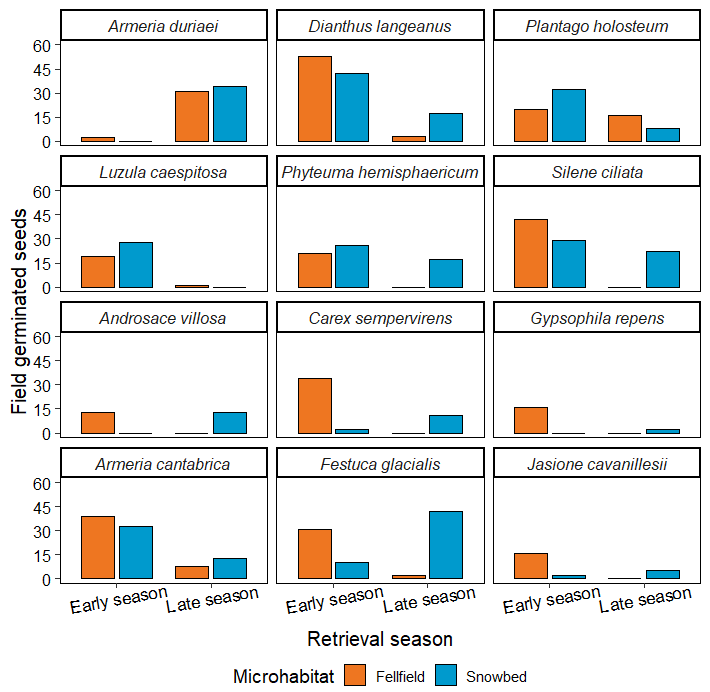 Armeria duriaei Dianthus langeanus Plantago holosteum
60
45
30
15
0
Luzula caespitosa Phyteuma hemisphaericum Silene ciliata
60
45
30
15
0
Androsace villosa Carex sempervirens Gypsophila repens
60
45
30
15
0
Armeria cantabrica Festuca glacialis Jasione cavanillesii
60
45
30
15
0
Field germinated seeds
Early season Late season Early season Late season Early season Late season
Retrieval season
Microhabitat Fellfield Snowbed